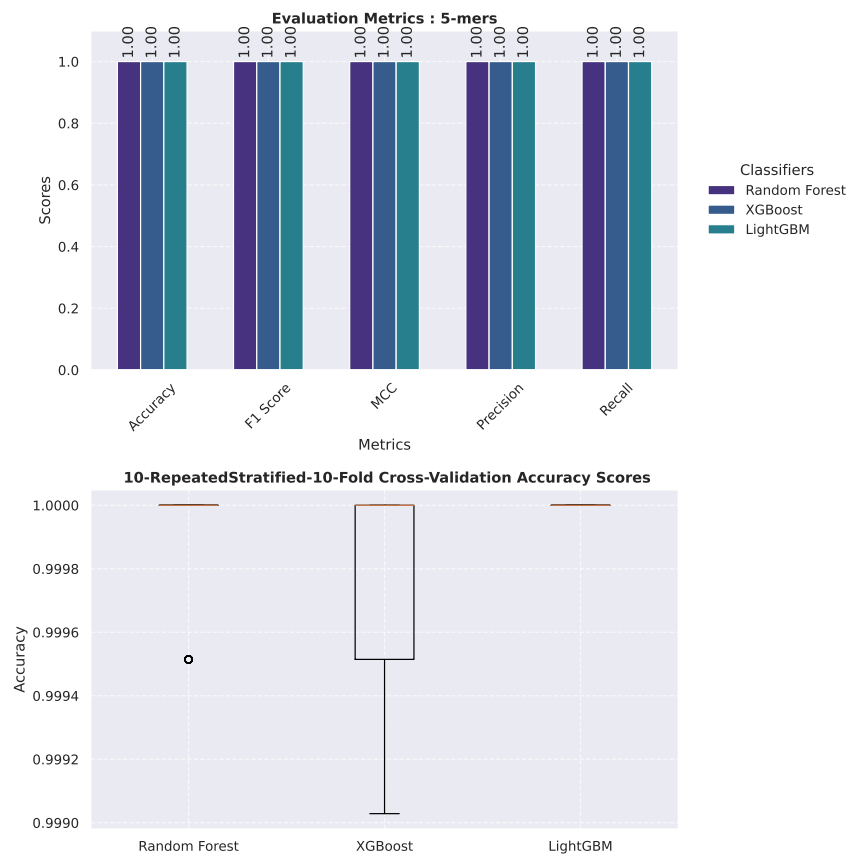 Evaluation Metrics : 5-mers
1.00 1.00 1.00 1.00 1.00 1.00 1.00 1.00 1.00 1.00 1.00 1.00 1.00 1.00 1.00
1.0
0.8
0.6
0.4
0.2
0.0
Scores
Accuracy F1 Score MCC Precision Recall
Metrics
Classifiers
Random Forest
XGBoost
LightGBM
10-RepeatedStratified-10-Fold Cross-Validation Accuracy Scores
1.0000
0.9998
0.9996
0.9994
0.9992
0.9990
Accuracy
Random Forest XGBoost LightGBM